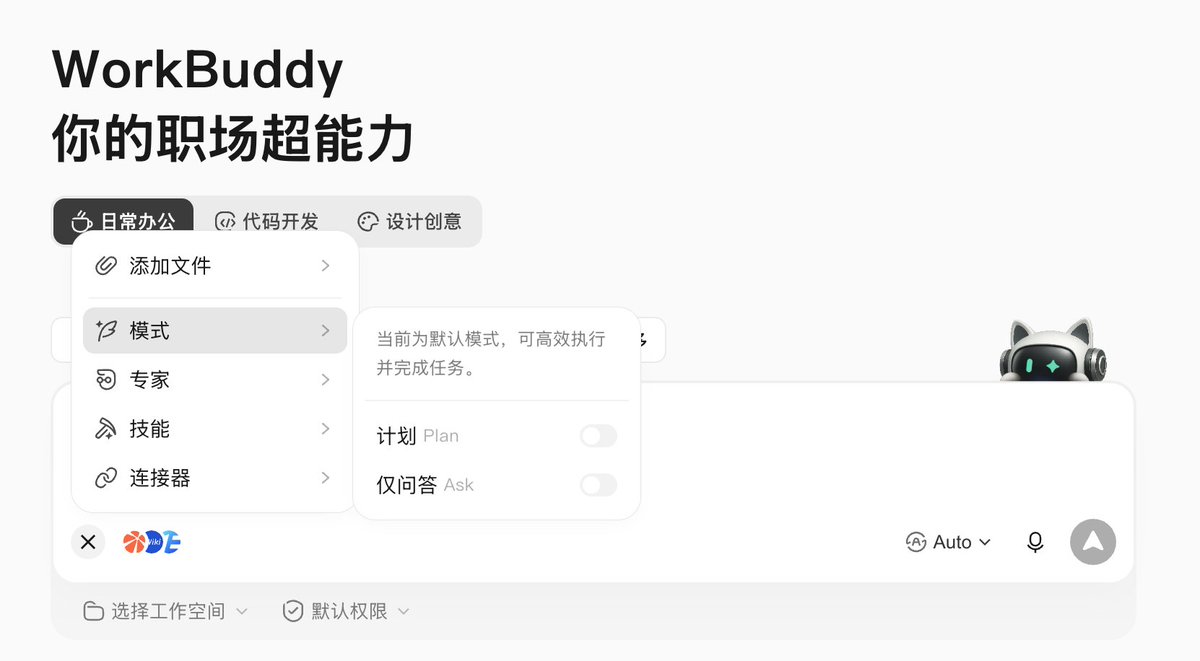 WorkBuddy
你的职场超能力
日常办公
代码开发
设计创意
添加文件
模式
专家
技能
连接器
当前为默认模式，可高效执行
并完成任务。
计划 Plan
仅问答 Ask
Wiki
Auto
选择工作空间
默认权限